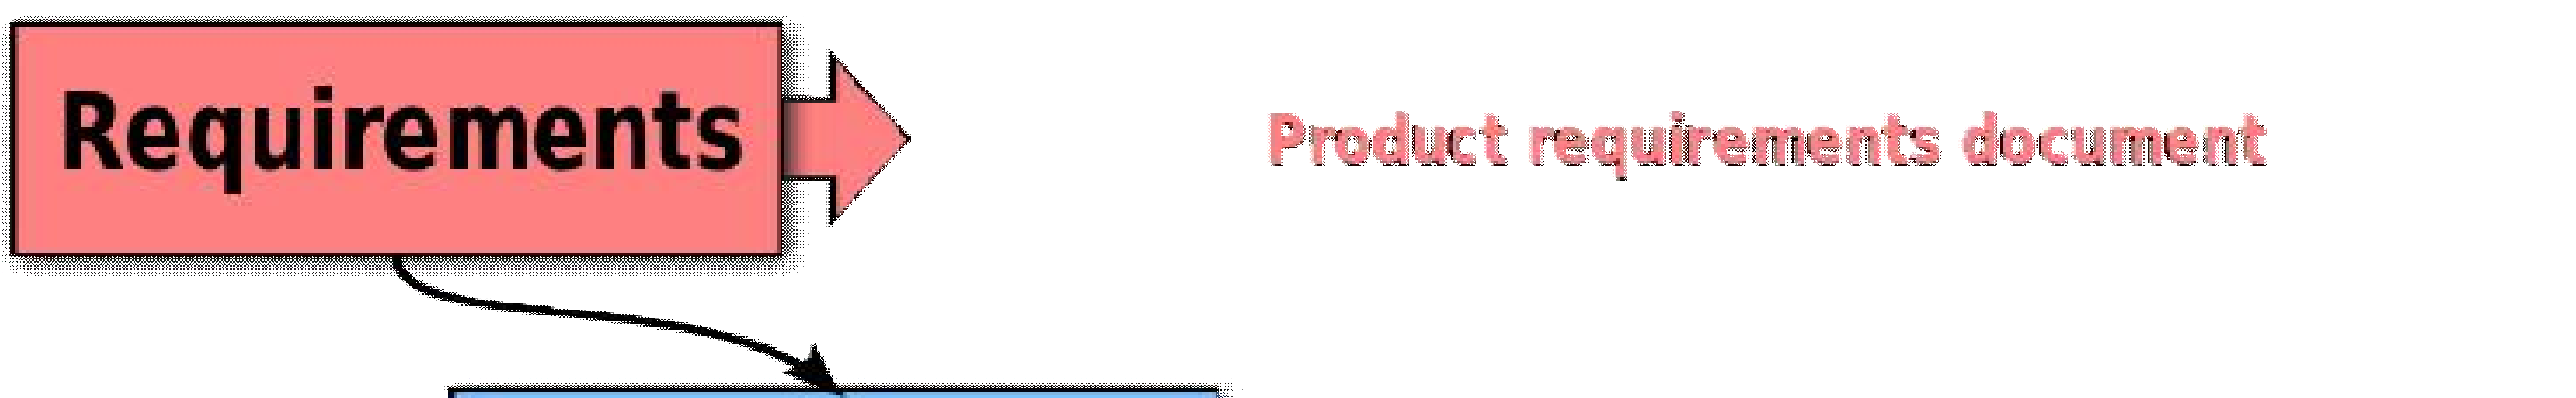 Requirements
Product requirements document